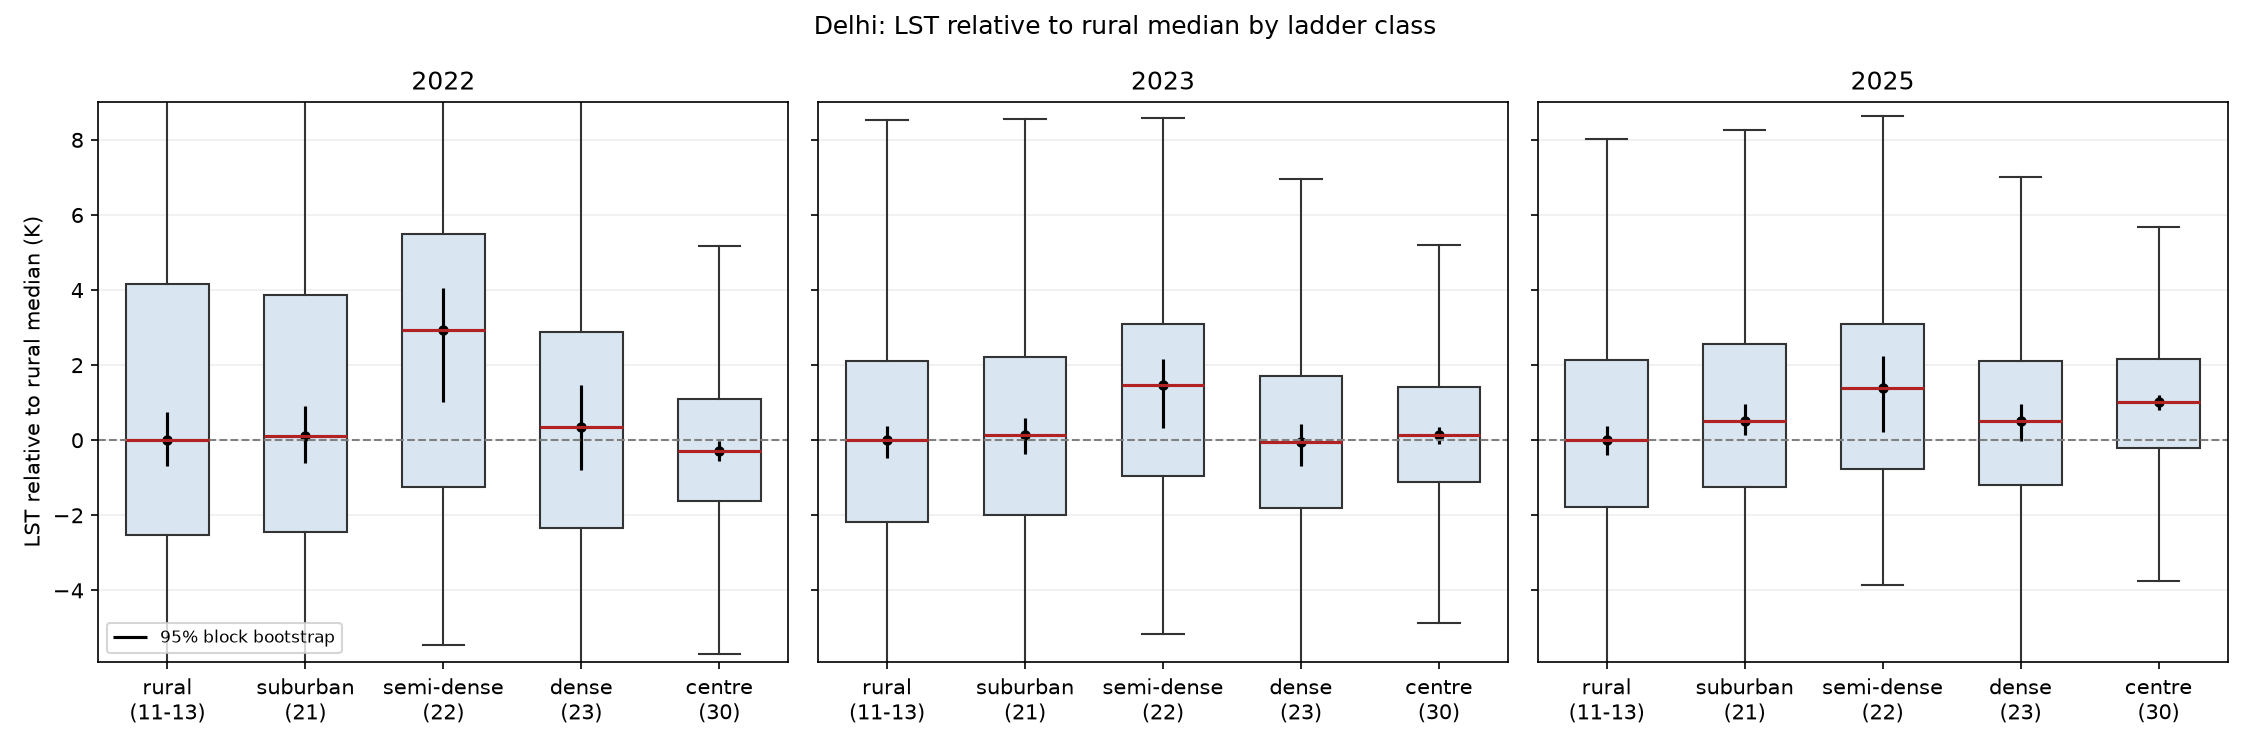 Delhi: LST relative to rural median by ladder class
2022
2023
2025
LST relative to rural median (K)
8
6
4
2
0
−2
−4
95% block bootstrap
rural
(11-13)
suburban
(21)
semi-dense
(22)
dense
(23)
centre
(30)
rural
(11-13)
suburban
(21)
semi-dense
(22)
dense
(23)
centre
(30)
rural
(11-13)
suburban
(21)
semi-dense
(22)
dense
(23)
centre
(30)